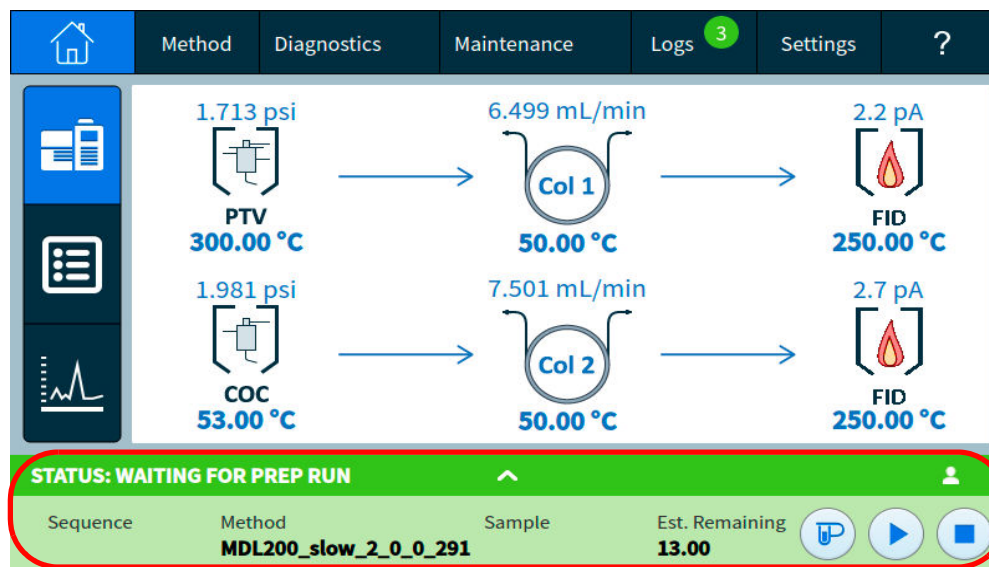 Method Diagnostics Maintenance Logs 3 Settings ?
1.713 psi 6.499 mL/min 2.2 pA
Col 1
PTV FID
300.00 °C 50.00 °C 250.00 °C
1.981 psi 7.501 mL/min 2.7 pA
Col 2
COC FID
53.00 °C 50.00 °C 250.00 °C
STATUS: WAITING FOR PREP RUN
Sequence Method Sample Est. Remaining
MDL200_slow_2_0_0_291 13.00